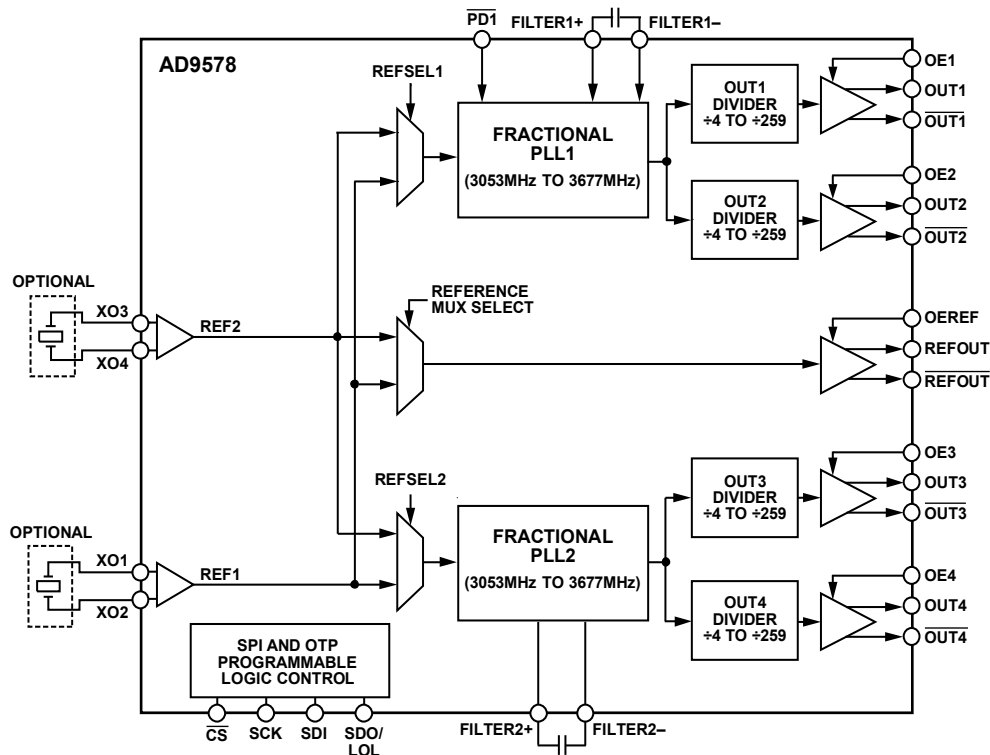 AD9578
PD1
FILTER1+
FILTER1–
REFSEL1
FRACTIONAL
PLL1
(3053MHz TO 3677MHz)
OUT1
DIVIDER
÷4 TO ÷259
OE1
OUT1
OUT1
OUT2
DIVIDER
÷4 TO ÷259
OE2
OUT2
OUT2
OPTIONAL
XO3
XO4
REF2
REFERENCE
MUX SELECT
OEREF
REFOUT
REFOUT
REFSEL2
FRACTIONAL
PLL2
(3053MHz TO 3677MHz)
OUT3
DIVIDER
÷4 TO ÷259
OE3
OUT3
OUT3
OPTIONAL
XO1
XO2
REF1
OUT4
DIVIDER
÷4 TO ÷259
OE4
OUT4
OUT4
SPI AND OTP
PROGRAMMABLE
LOGIC CONTROL
CS
SCK
SDI
SDO/
LOL
FILTER2+
FILTER2–